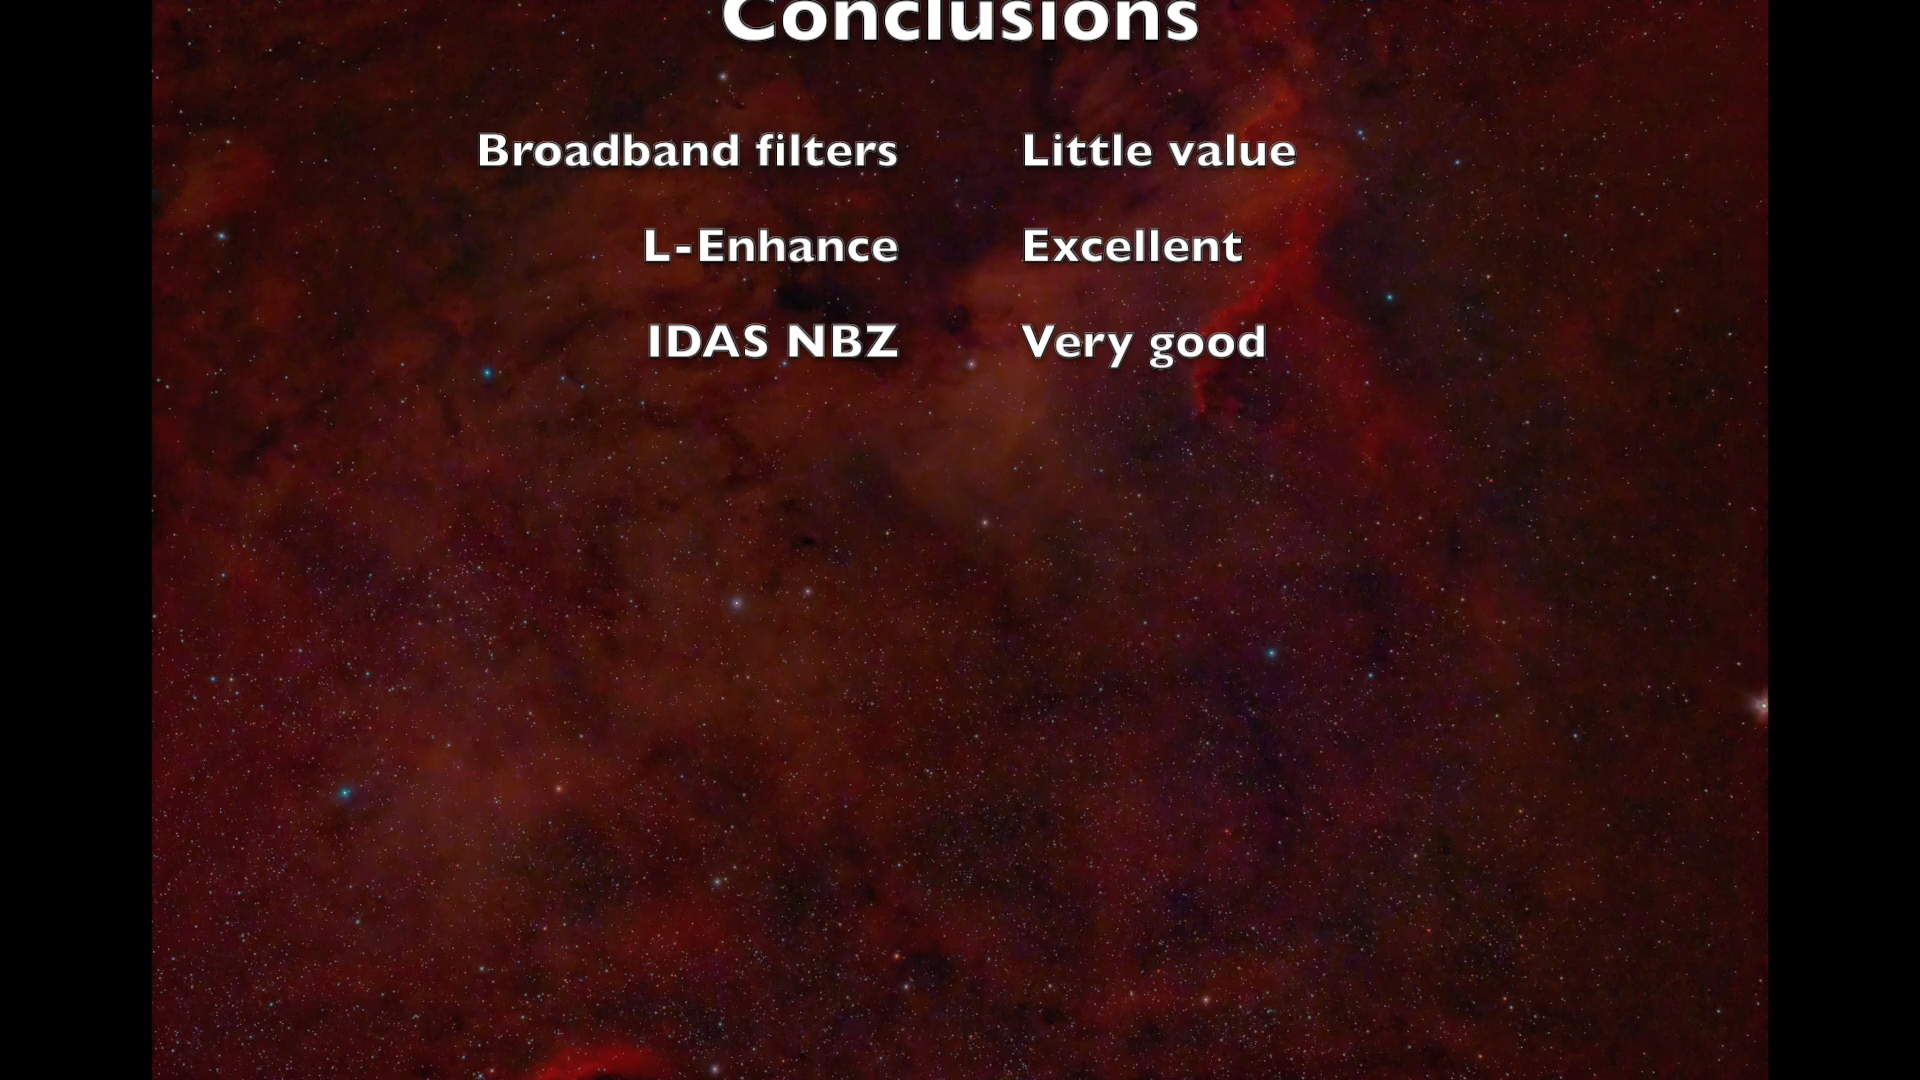 Conclusions
Broadband filters Little value
L-Enhance Excellent
IDAS NBZ Very good